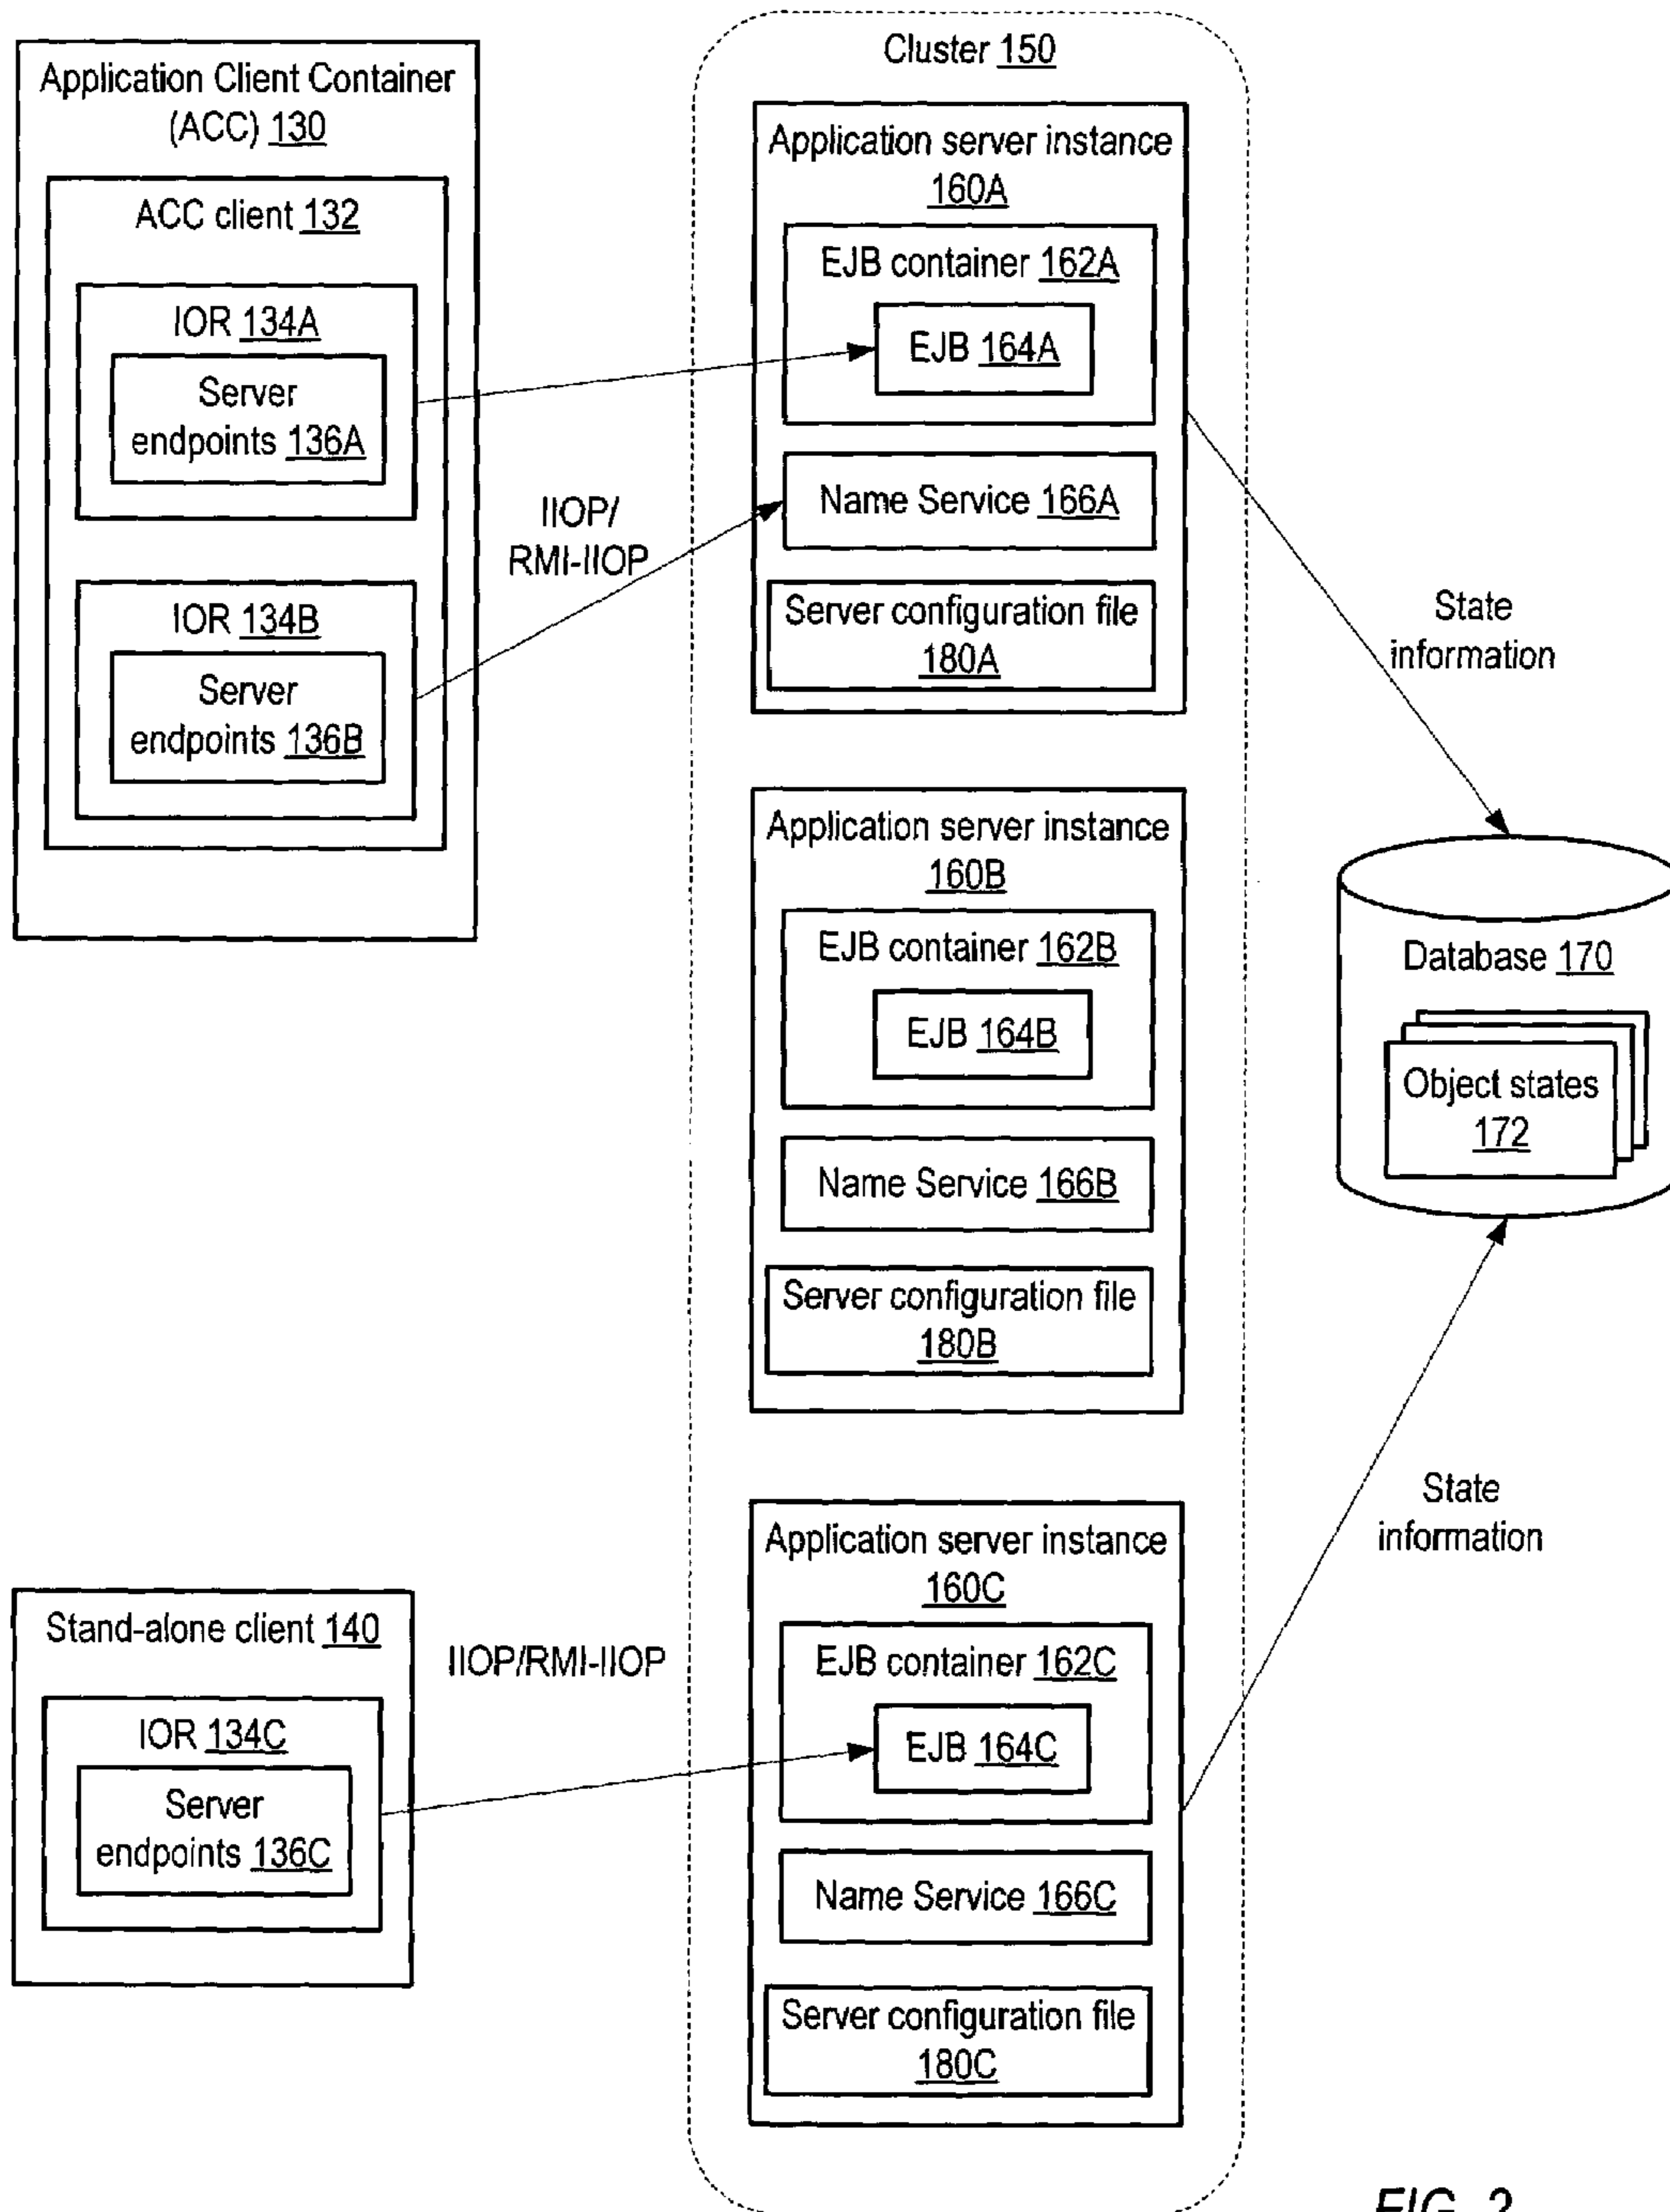 Application Client Container
(ACC) 130
ACC client 132
IOR 134A
Server
endpoints 136A
IOR 134B
Server
endpoints 136B
IIOP/
RMI-IIOP
Stand-alone client 140
IOR 134C
Server
endpoints 136C
IIOP/RMI-IIOP
Cluster 150
Application server instance
160A
EJB container 162A
EJB 164A
Name Service 166A
Server configuration file
180A
Application server instance
160B
EJB container 162B
EJB 164B
Name Service 166B
Server configuration file
180B
Application server instance
160C
EJB container 162C
EJB 164C
Name Service 166C
Server configuration file
180C
State
information
Database 170
Object states
172
State
information
FIG. 2